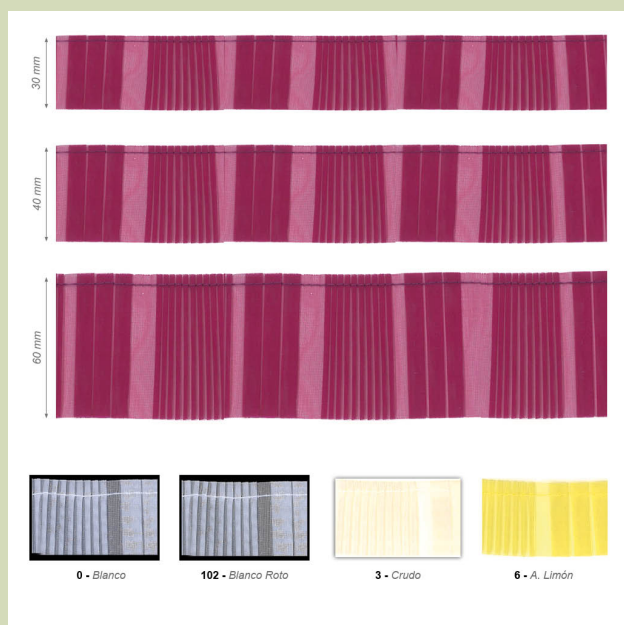 30 mm
40 mm
60 mm
0 - Blanco
102 - Blanco Roto
3 - Crudo
6 - A. Limón